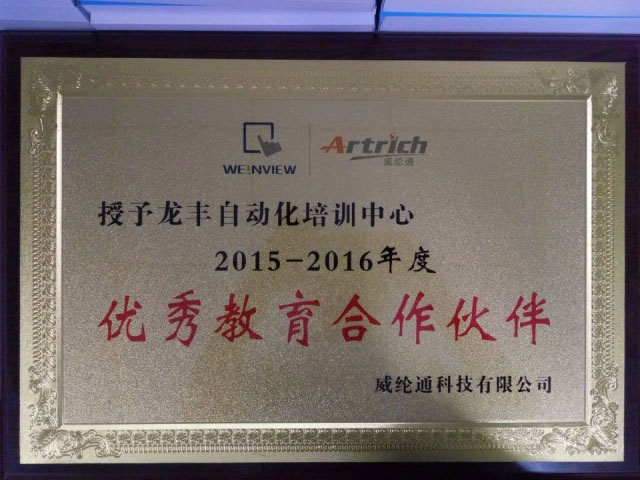 WE!NVIEW
Artrich
威纶通
授予龙丰自动化培训中心
2015-2016年度
优秀教育合作伙伴
威纶通科技有限公司